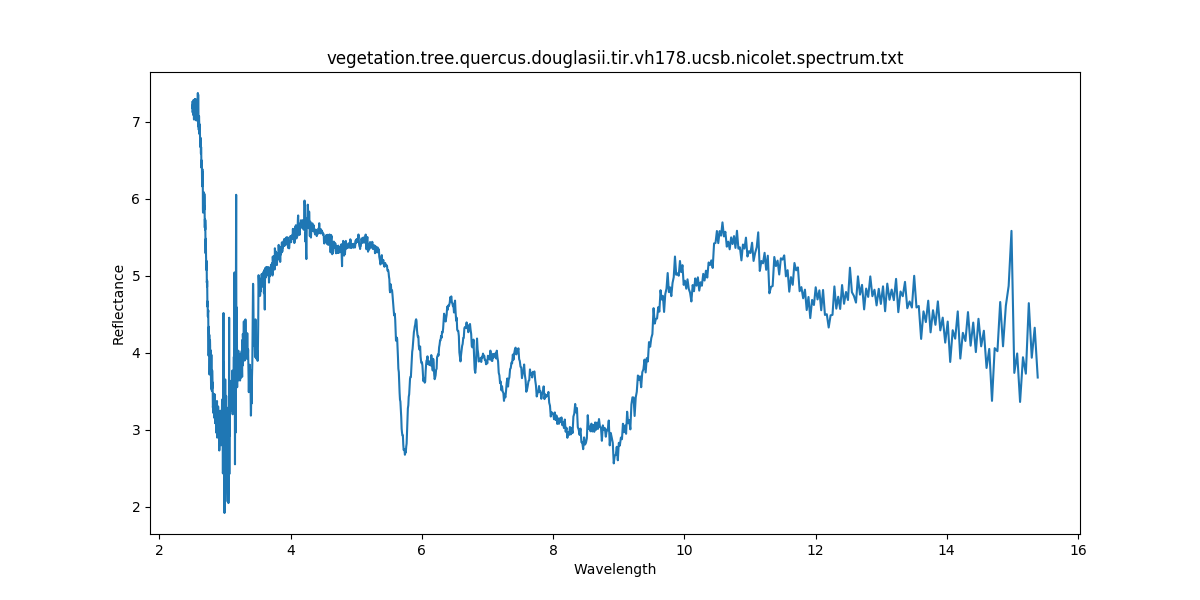 vegetation.tree.quercus.douglasii.tir.vh178.ucsb.nicolet.spectrum.txt
7
6
5
4
3
2
Reflectance
2 4 6 8 10 12 14 16
Wavelength